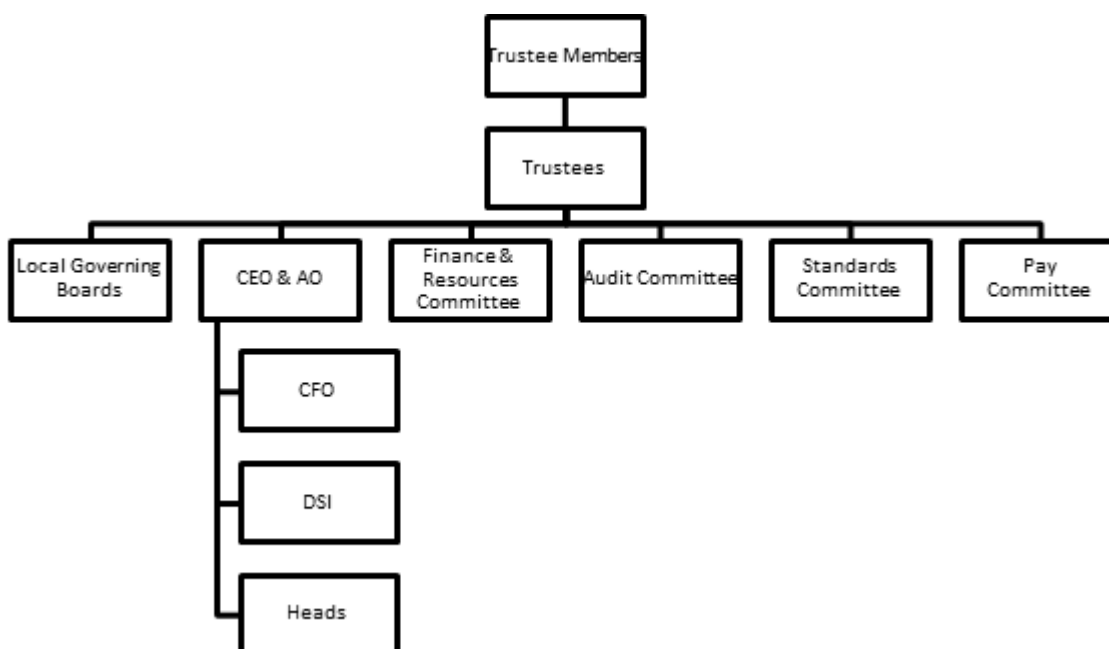 Trustee Members
Trustees
Local Governing
Boards
CEO & AO
Finance &
Resources
Committee
Audit Committee
Standards
Committee
Pay
Committee
CFO
DSI
Heads